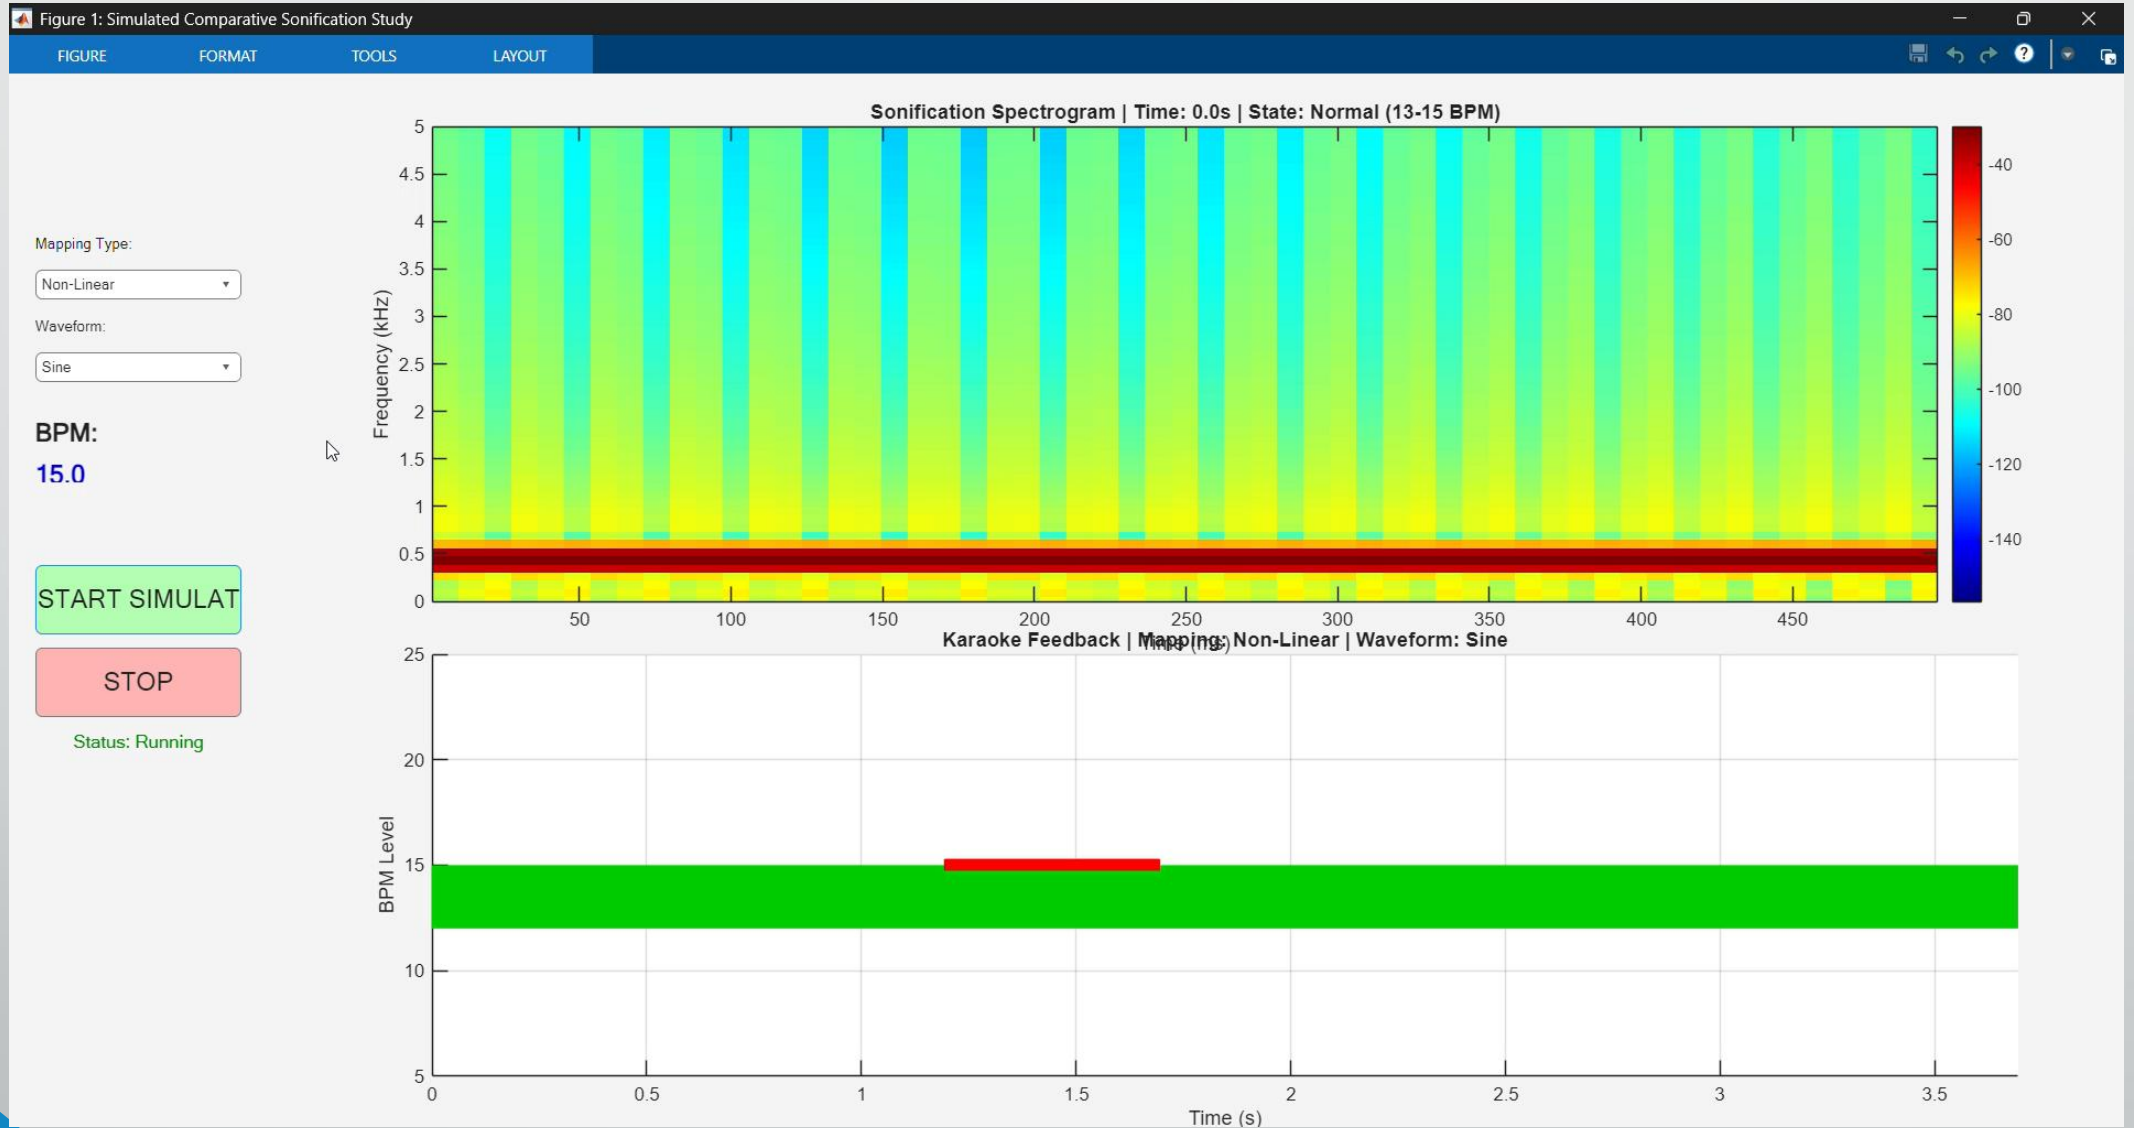 Figure 1: Simulated Comparative Sonification Study
FIGURE FORMAT TOOLS LAYOUT
?
Mapping Type:
Non-Linear
Waveform:
Sine
BPM:
15.0
START SIMULAT
STOP
Status: Running
Sonification Spectrogram | Time: 0.0s | State: Normal (13-15 BPM)
5
4.5
4
3.5
3
2.5
2
1.5
1
0.5
0
Frequency (kHz)
50 100 150 200 250 300 350 400 450
Time (ms)
-40
-60
-80
-100
-120
-140
Karaoke Feedback | Mapping: Non-Linear | Waveform: Sine
25
20
15
10
5
BPM Level
0 0.5 1 1.5 2 2.5 3 3.5
Time (s)